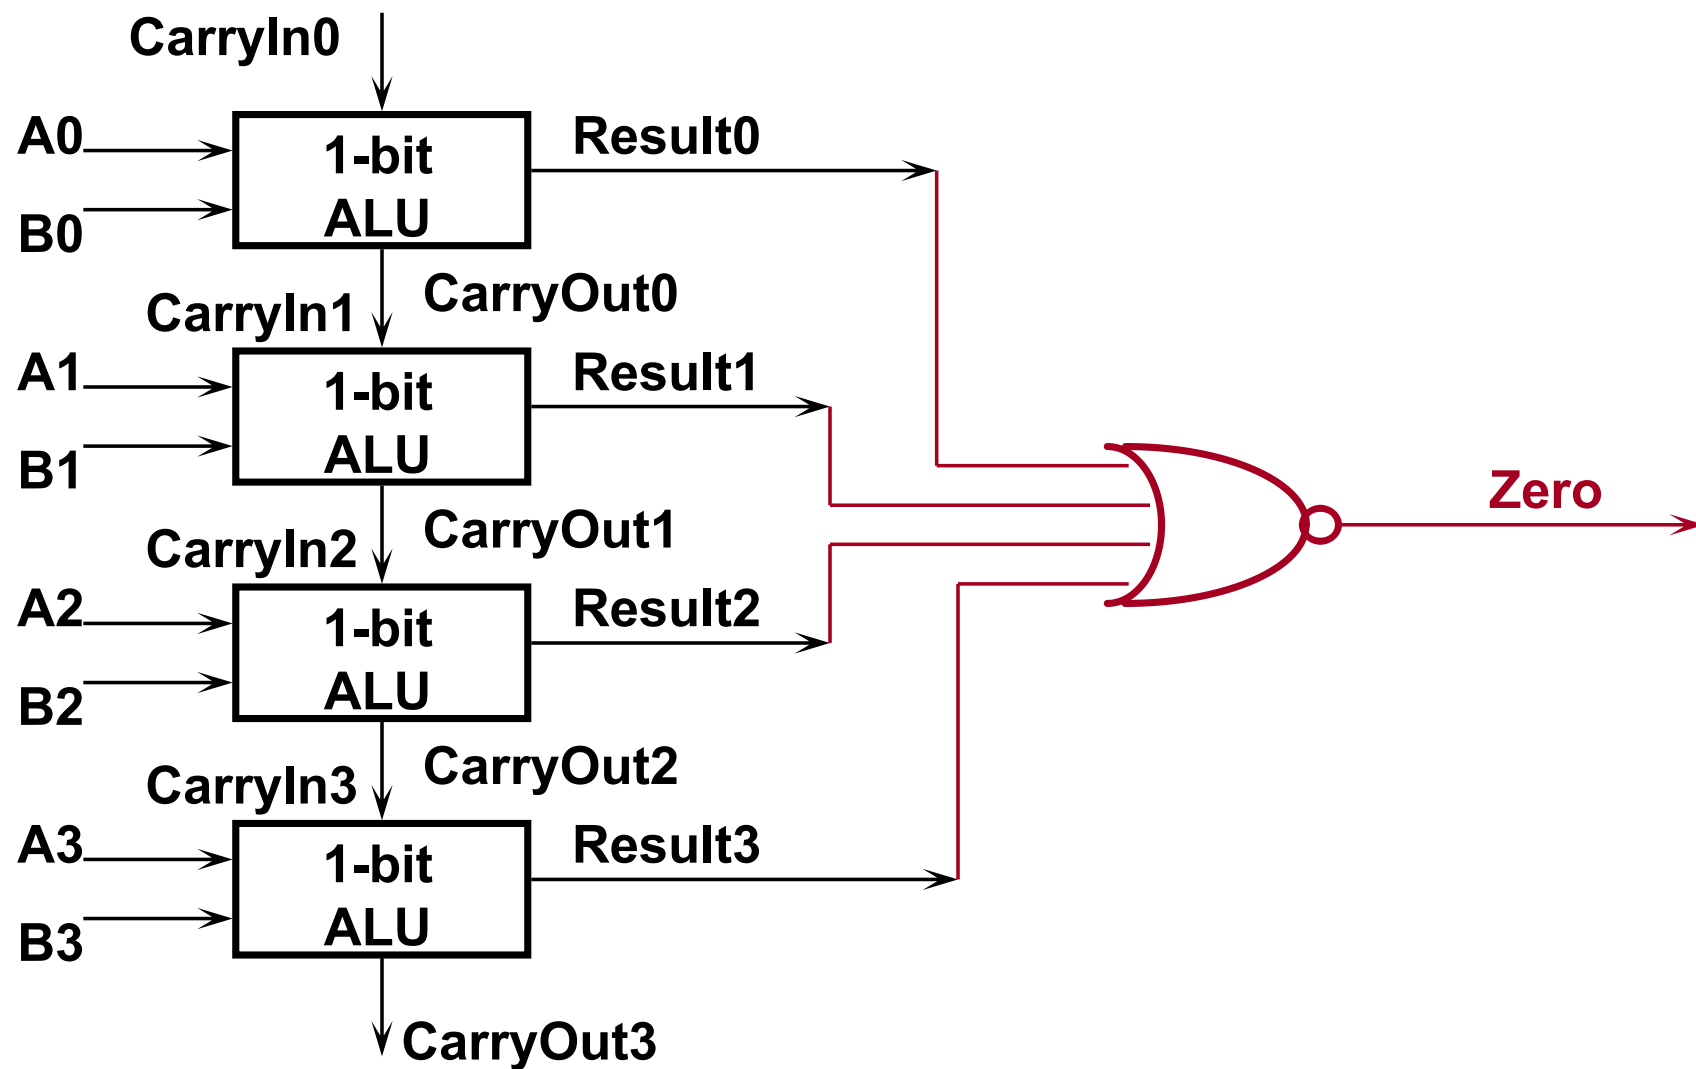 CarryIn0
A0
1-bit
ALU
Result0
B0
CarryIn1
CarryOut0
A1
1-bit
ALU
Result1
B1
CarryIn2
CarryOut1
Zero
A2
1-bit
ALU
Result2
B2
CarryIn3
CarryOut2
A3
1-bit
ALU
Result3
B3
CarryOut3